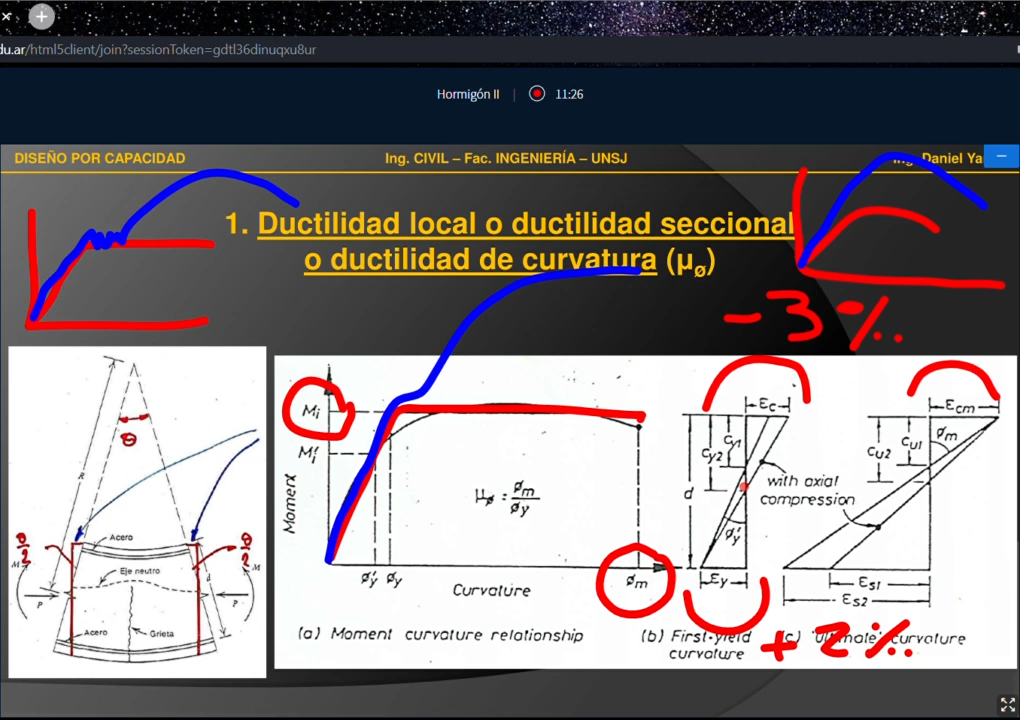 du.ar/html5client/join?sessionToken=gdtl36dinuqxu8ur
Hormigón II | 11:26
DISEÑO POR CAPACIDAD
Ing. CIVIL – Fac. INGENIERÍA – UNSJ
Ing. Daniel Ya
1. Ductilidad local o ductilidad seccional
o ductilidad de curvatura (µø)
-3 ‰
θ
R
Acero
θ/2
θ/2
M
M
Eje neutro
d
P
P
Acero
Grieta
Mi
M'i
Moment
µø = øm/øy
ø'y
øy
øm
Curvature
(a) Moment curvature relationship
εc
cy1
cy2
d
ø'y
εy
with axial
compression
(b) First-yield
curvature
εcm
øm
cu1
cu2
εs1
εs2
(c) 'Ultimate' curvature
+ 2 ‰